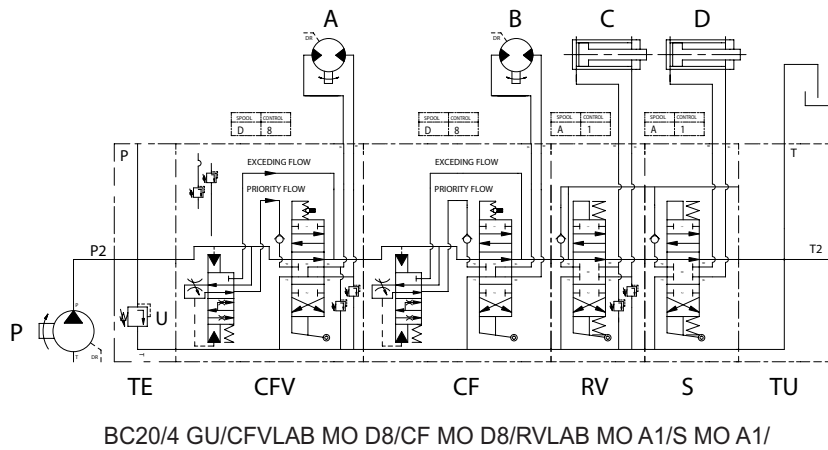 A B C D
DR DR
SPOOL CONTROL SPOOL CONTROL SPOOL CONTROL SPOOL CONTROL
D 8 D 8 A 1 A 1
P T
EXCEDING FLOW EXCEDING FLOW
PRIORITY FLOW PRIORITY FLOW
P2 T2
P
P U
T DR T
TE CFV CF RV S TU
BC20/4 GU/CFVLAB MO D8/CF MO D8/RVLAB MO A1/S MO A1/